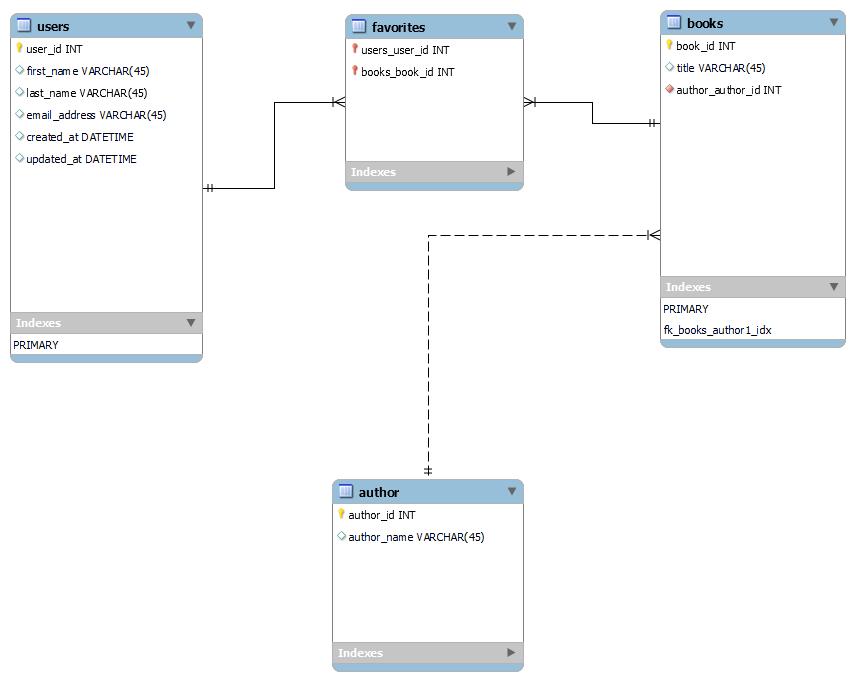 users
user_id INT
first_name VARCHAR(45)
last_name VARCHAR(45)
email_address VARCHAR(45)
created_at DATETIME
updated_at DATETIME
Indexes
PRIMARY
favorites
users_user_id INT
books_book_id INT
Indexes
books
book_id INT
title VARCHAR(45)
author_author_id INT
Indexes
PRIMARY
fk_books_author1_idx
author
author_id INT
author_name VARCHAR(45)
Indexes